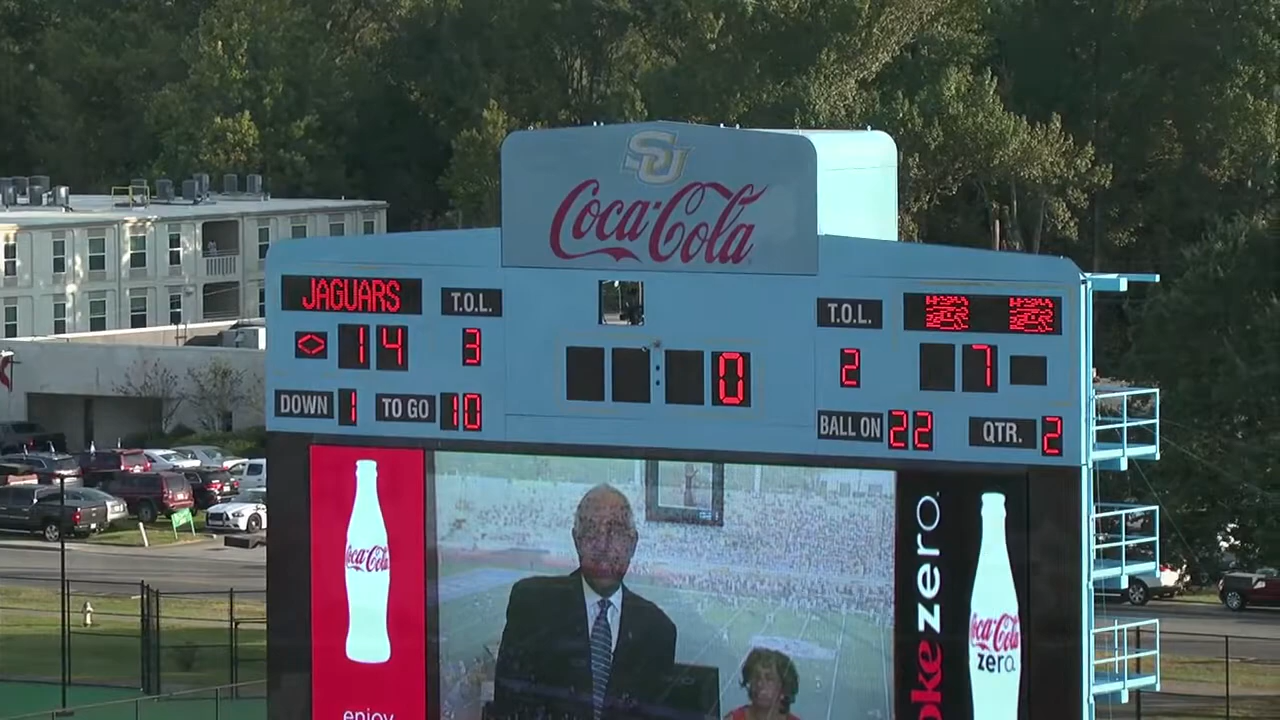 SU
Coca-Cola
JAGUARS T.O.L. T.O.L.
<> 14 3 0 2 7
DOWN 1 TO GO 10 BALL ON 22 QTR. 2
Coca-Cola
enjoy
oke zero
Coca-Cola
zero